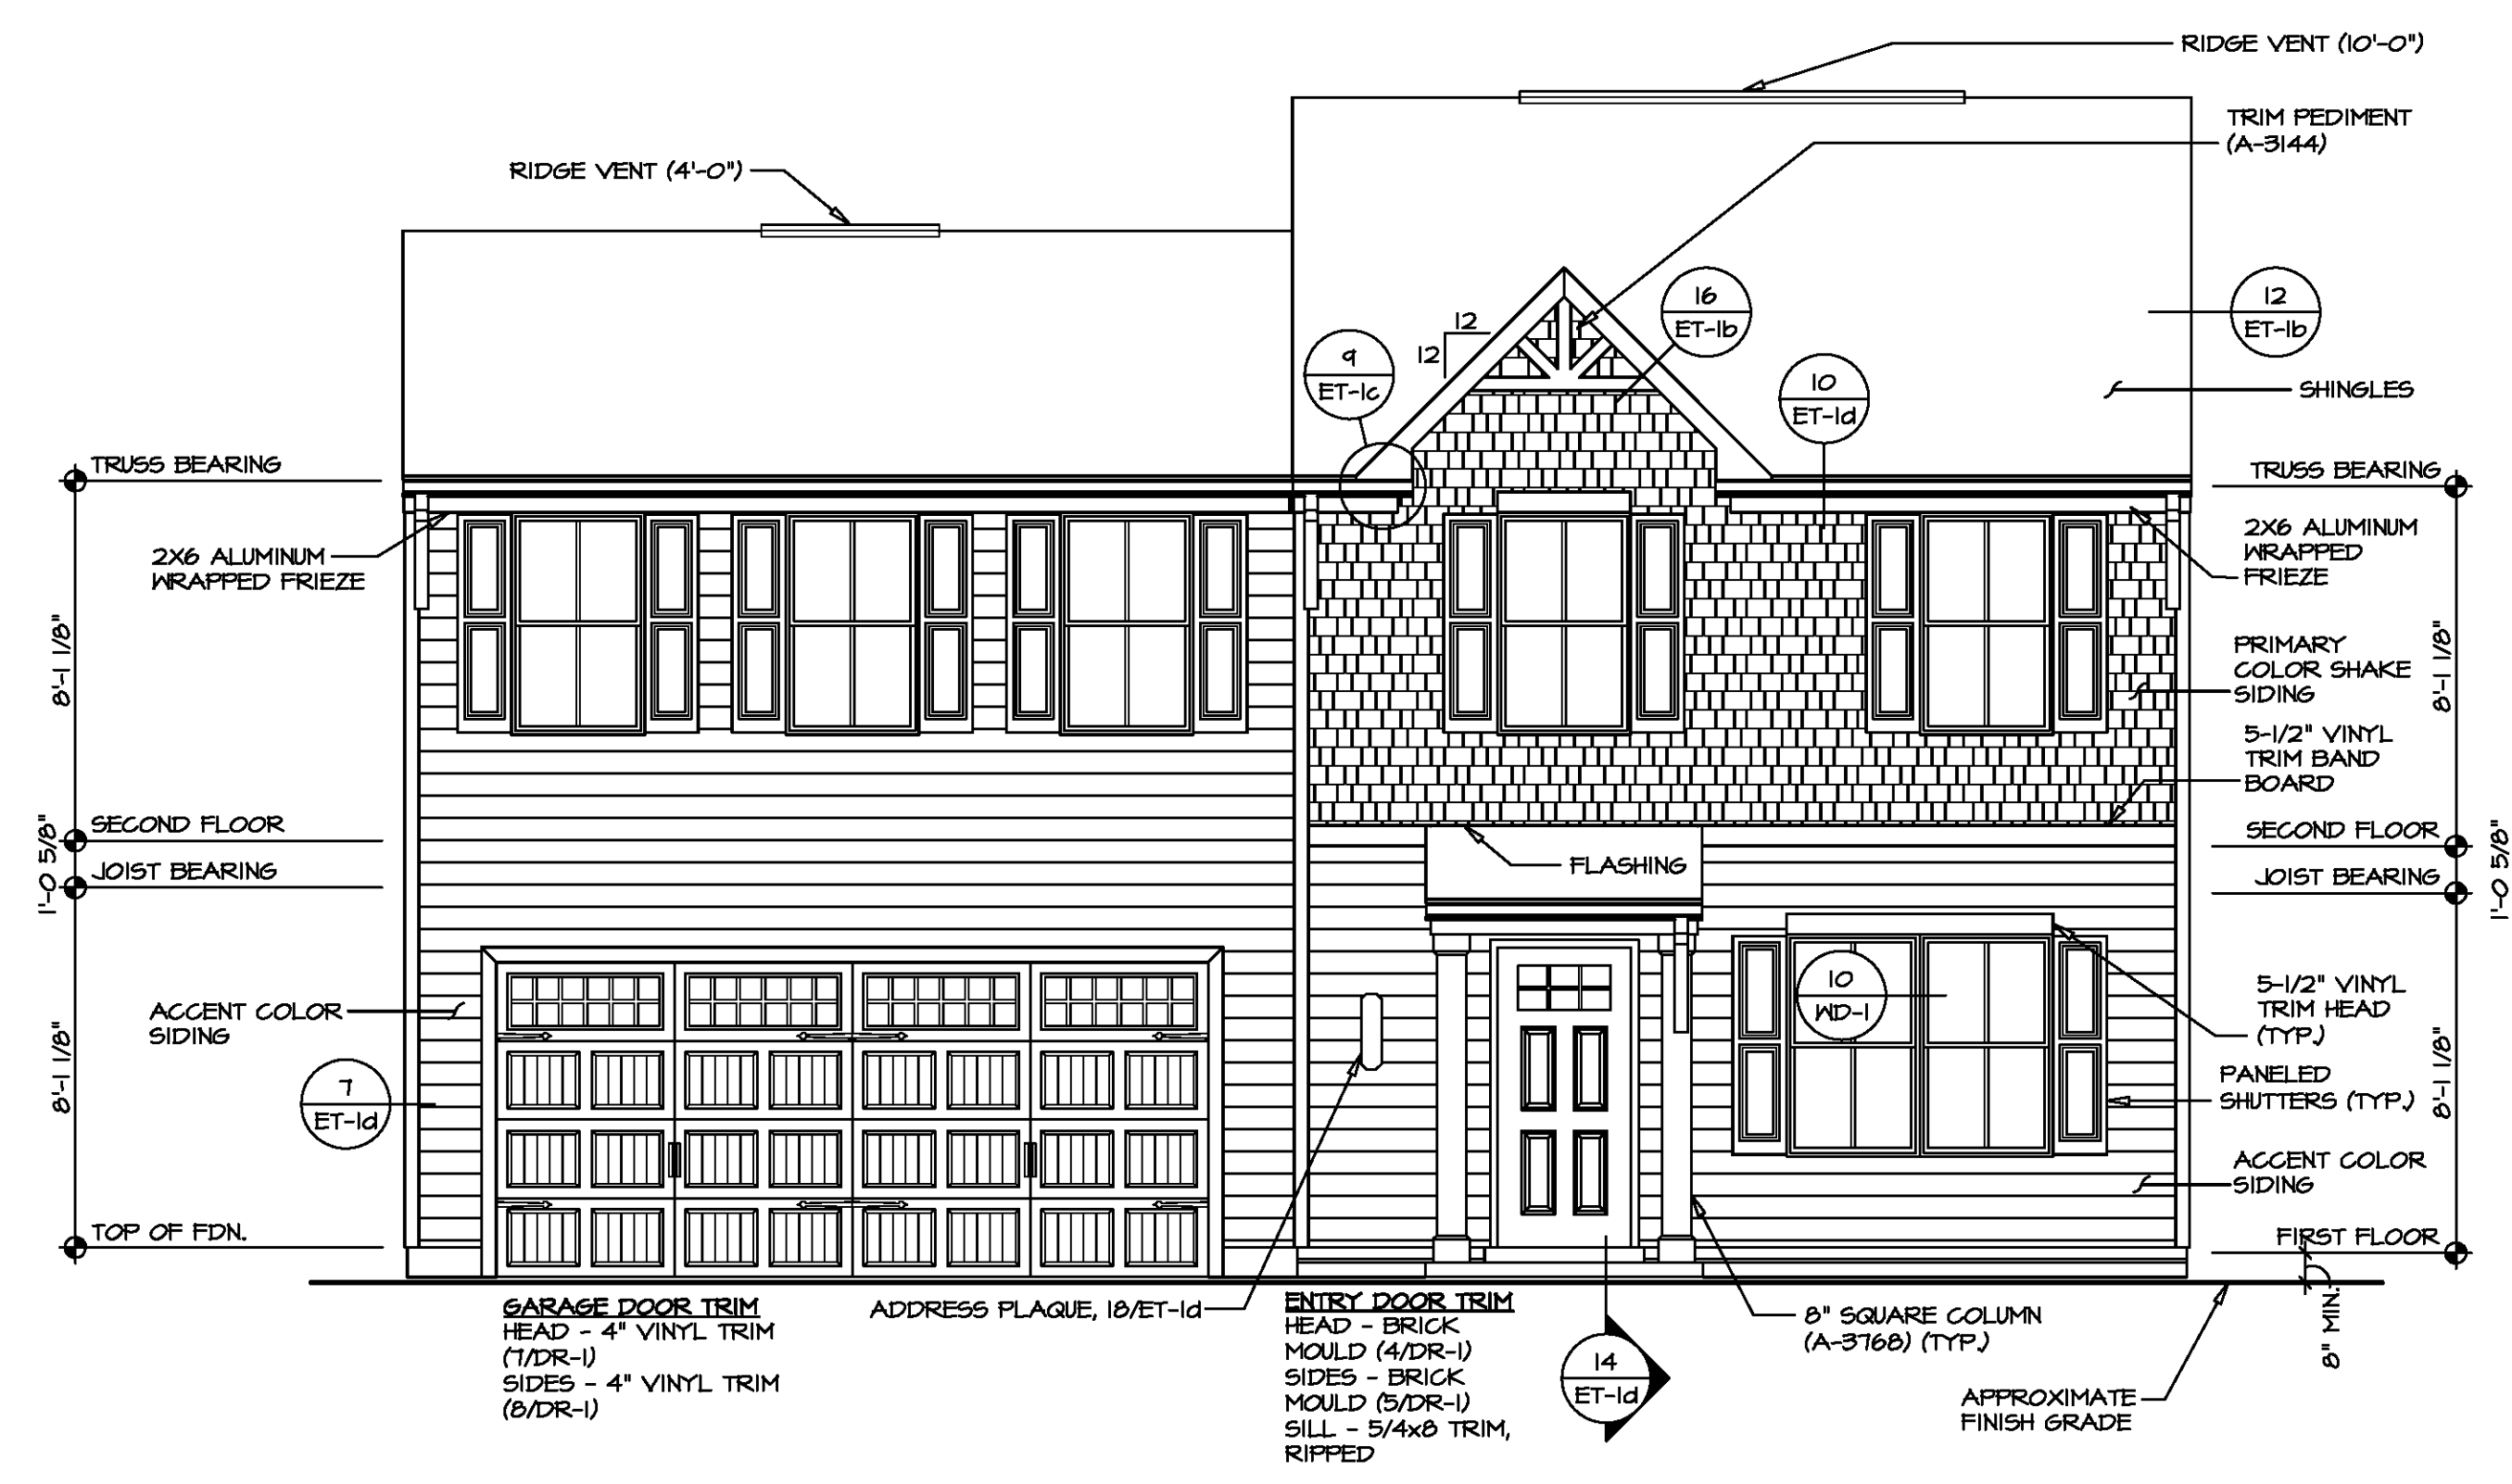 RIDGE VENT (10'-0")
TRIM PEDIMENT
(A-3144)
RIDGE VENT (4'-0")
16
ET-1b
12
ET-1b
12
12
9
ET-1c
10
ET-1d
SHINGLES
TRUSS BEARING
TRUSS BEARING
2X6 ALUMINUM
WRAPPED FRIEZE
2X6 ALUMINUM
WRAPPED
FRIEZE
8'-1 1/8"
8'-1 1/8"
PRIMARY
COLOR SHAKE
SIDING
5-1/2" VINYL
TRIM BAND
BOARD
SECOND FLOOR
SECOND FLOOR
1'-0 5/8"
1'-0 5/8"
JOIST BEARING
JOIST BEARING
FLASHING
ACCENT COLOR
SIDING
10
WD-1
5-1/2" VINYL
TRIM HEAD
(TYP.)
8'-1 1/8"
8'-1 1/8"
7
ET-1d
PANELED
SHUTTERS (TYP.)
ACCENT COLOR
SIDING
TOP OF FDN.
FIRST FLOOR
GARAGE DOOR TRIM
HEAD - 4" VINYL TRIM
(7/DR-1)
SIDES - 4" VINYL TRIM
(8/DR-1)
ADDRESS PLAQUE, 18/ET-1d
ENTRY DOOR TRIM
HEAD - BRICK
MOULD (4/DR-1)
SIDES - BRICK
MOULD (5/DR-1)
SILL - 5/4x8 TRIM,
RIPPED
14
ET-1d
8" SQUARE COLUMN
(A-3768) (TYP.)
8" MIN.
APPROXIMATE
FINISH GRADE